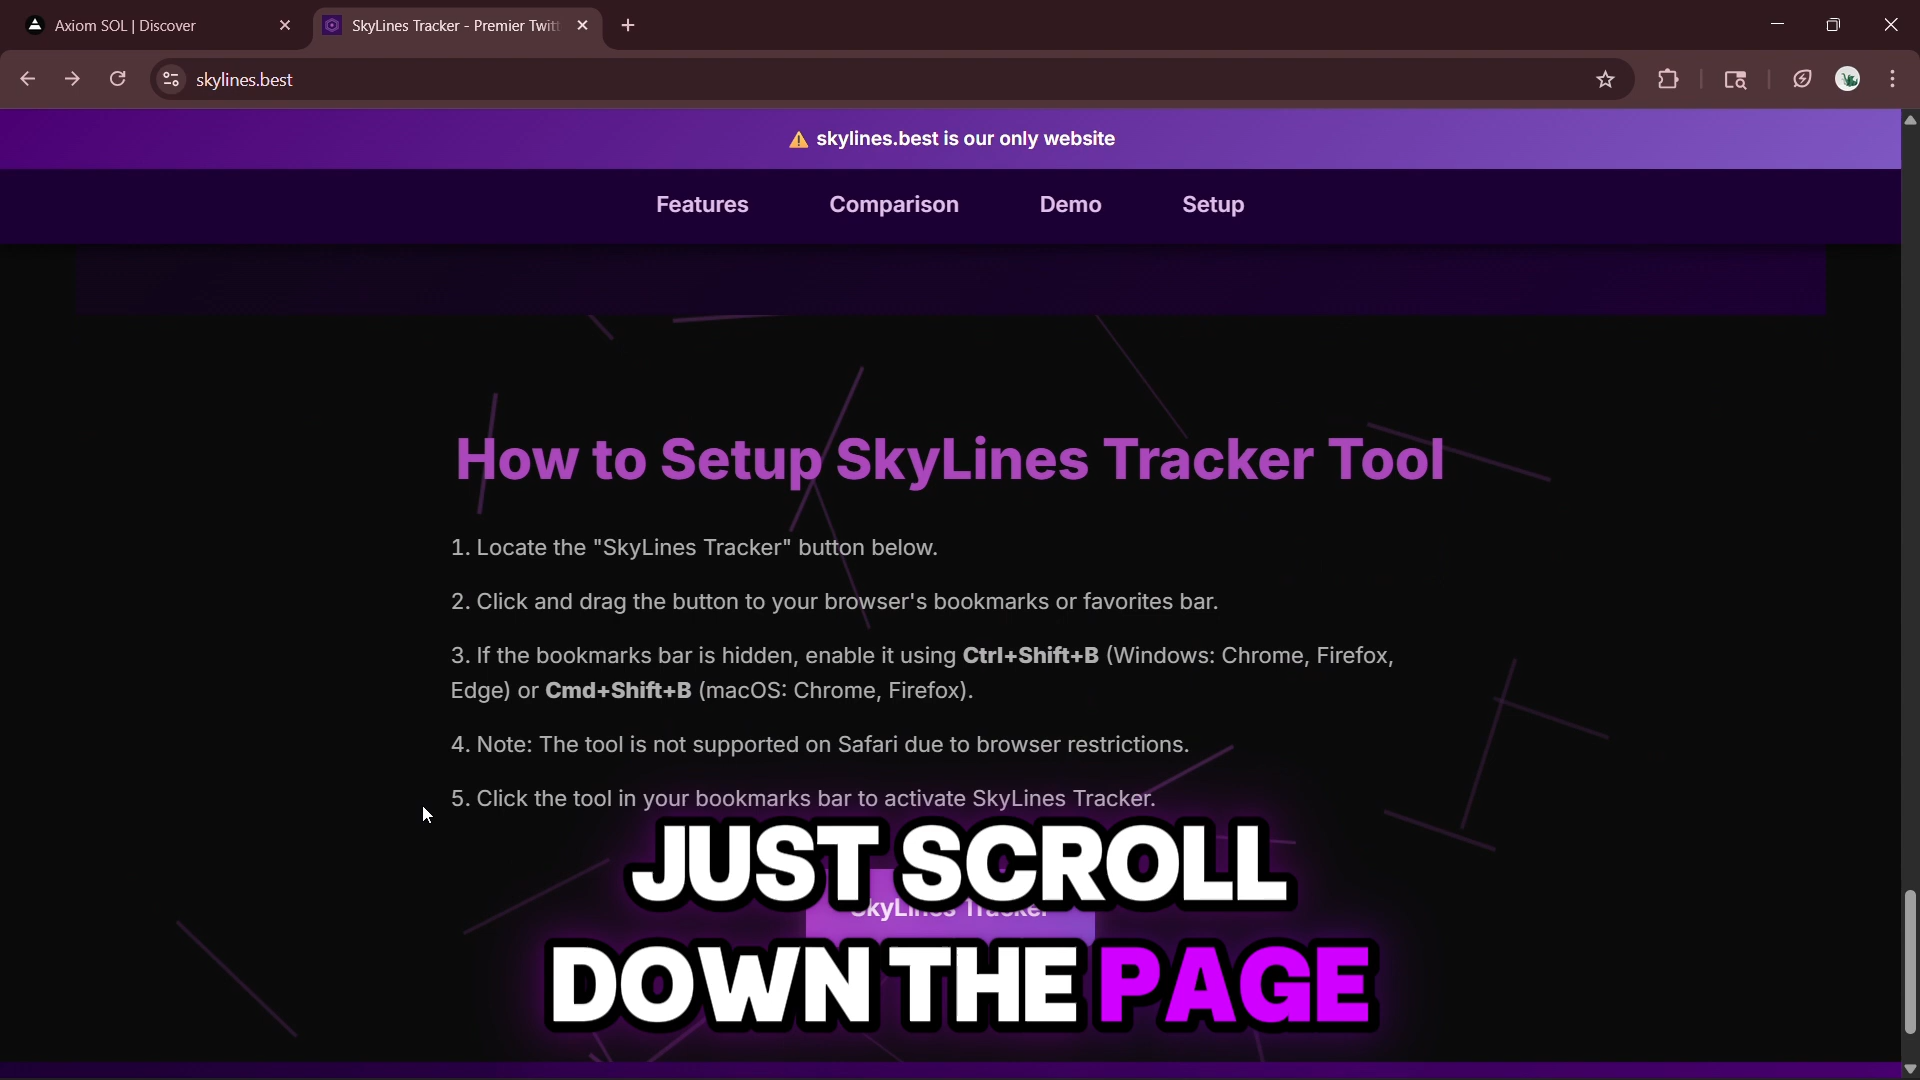 Axiom SOL | Discover
SkyLines Tracker - Premier Twitt
skylines.best
⚠️ skylines.best is our only website
Features Comparison Demo Setup
How to Setup SkyLines Tracker Tool
1. Locate the "SkyLines Tracker" button below.
2. Click and drag the button to your browser's bookmarks or favorites bar.
3. If the bookmarks bar is hidden, enable it using Ctrl+Shift+B (Windows: Chrome, Firefox,
Edge) or Cmd+Shift+B (macOS: Chrome, Firefox).
4. Note: The tool is not supported on Safari due to browser restrictions.
5. Click the tool in your bookmarks bar to activate SkyLines Tracker.
JUST SCROLL
SkyLines Tracker
DOWN THE PAGE